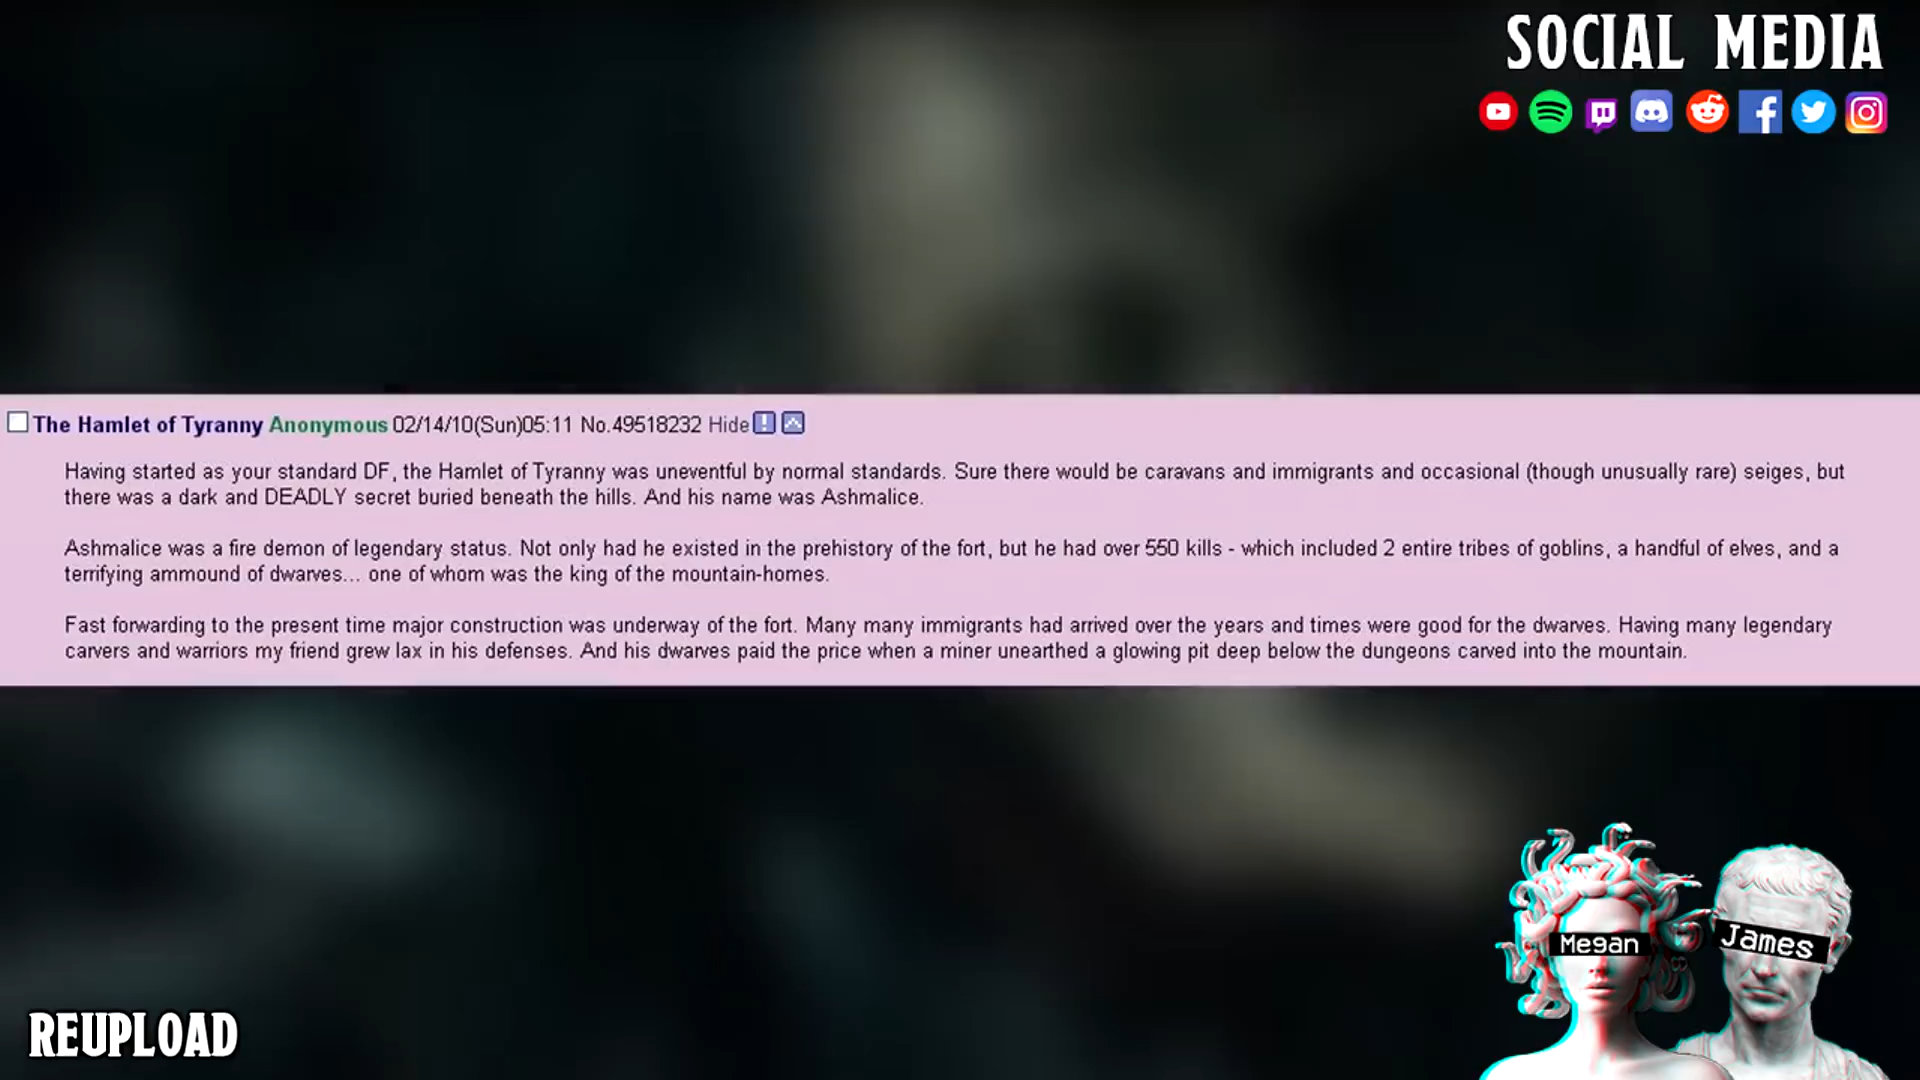 SOCIAL MEDIA
The Hamlet of Tyranny Anonymous 02/14/10(Sun)05:11 No.49518232 Hide
Having started as your standard DF, the Hamlet of Tyranny was uneventful by normal standards. Sure there would be caravans and immigrants and occasional (though unusually rare) seiges, but
there was a dark and DEADLY secret buried beneath the hills. And his name was Ashmalice.
Ashmalice was a fire demon of legendary status. Not only had he existed in the prehistory of the fort, but he had over 550 kills - which included 2 entire tribes of goblins, a handful of elves, and a
terrifying ammound of dwarves... one of whom was the king of the mountain-homes.
Fast forwarding to the present time major construction was underway of the fort. Many many immigrants had arrived over the years and times were good for the dwarves. Having many legendary
carvers and warriors my friend grew lax in his defenses. And his dwarves paid the price when a miner unearthed a glowing pit deep below the dungeons carved into the mountain.
Megan
James
REUPLOAD